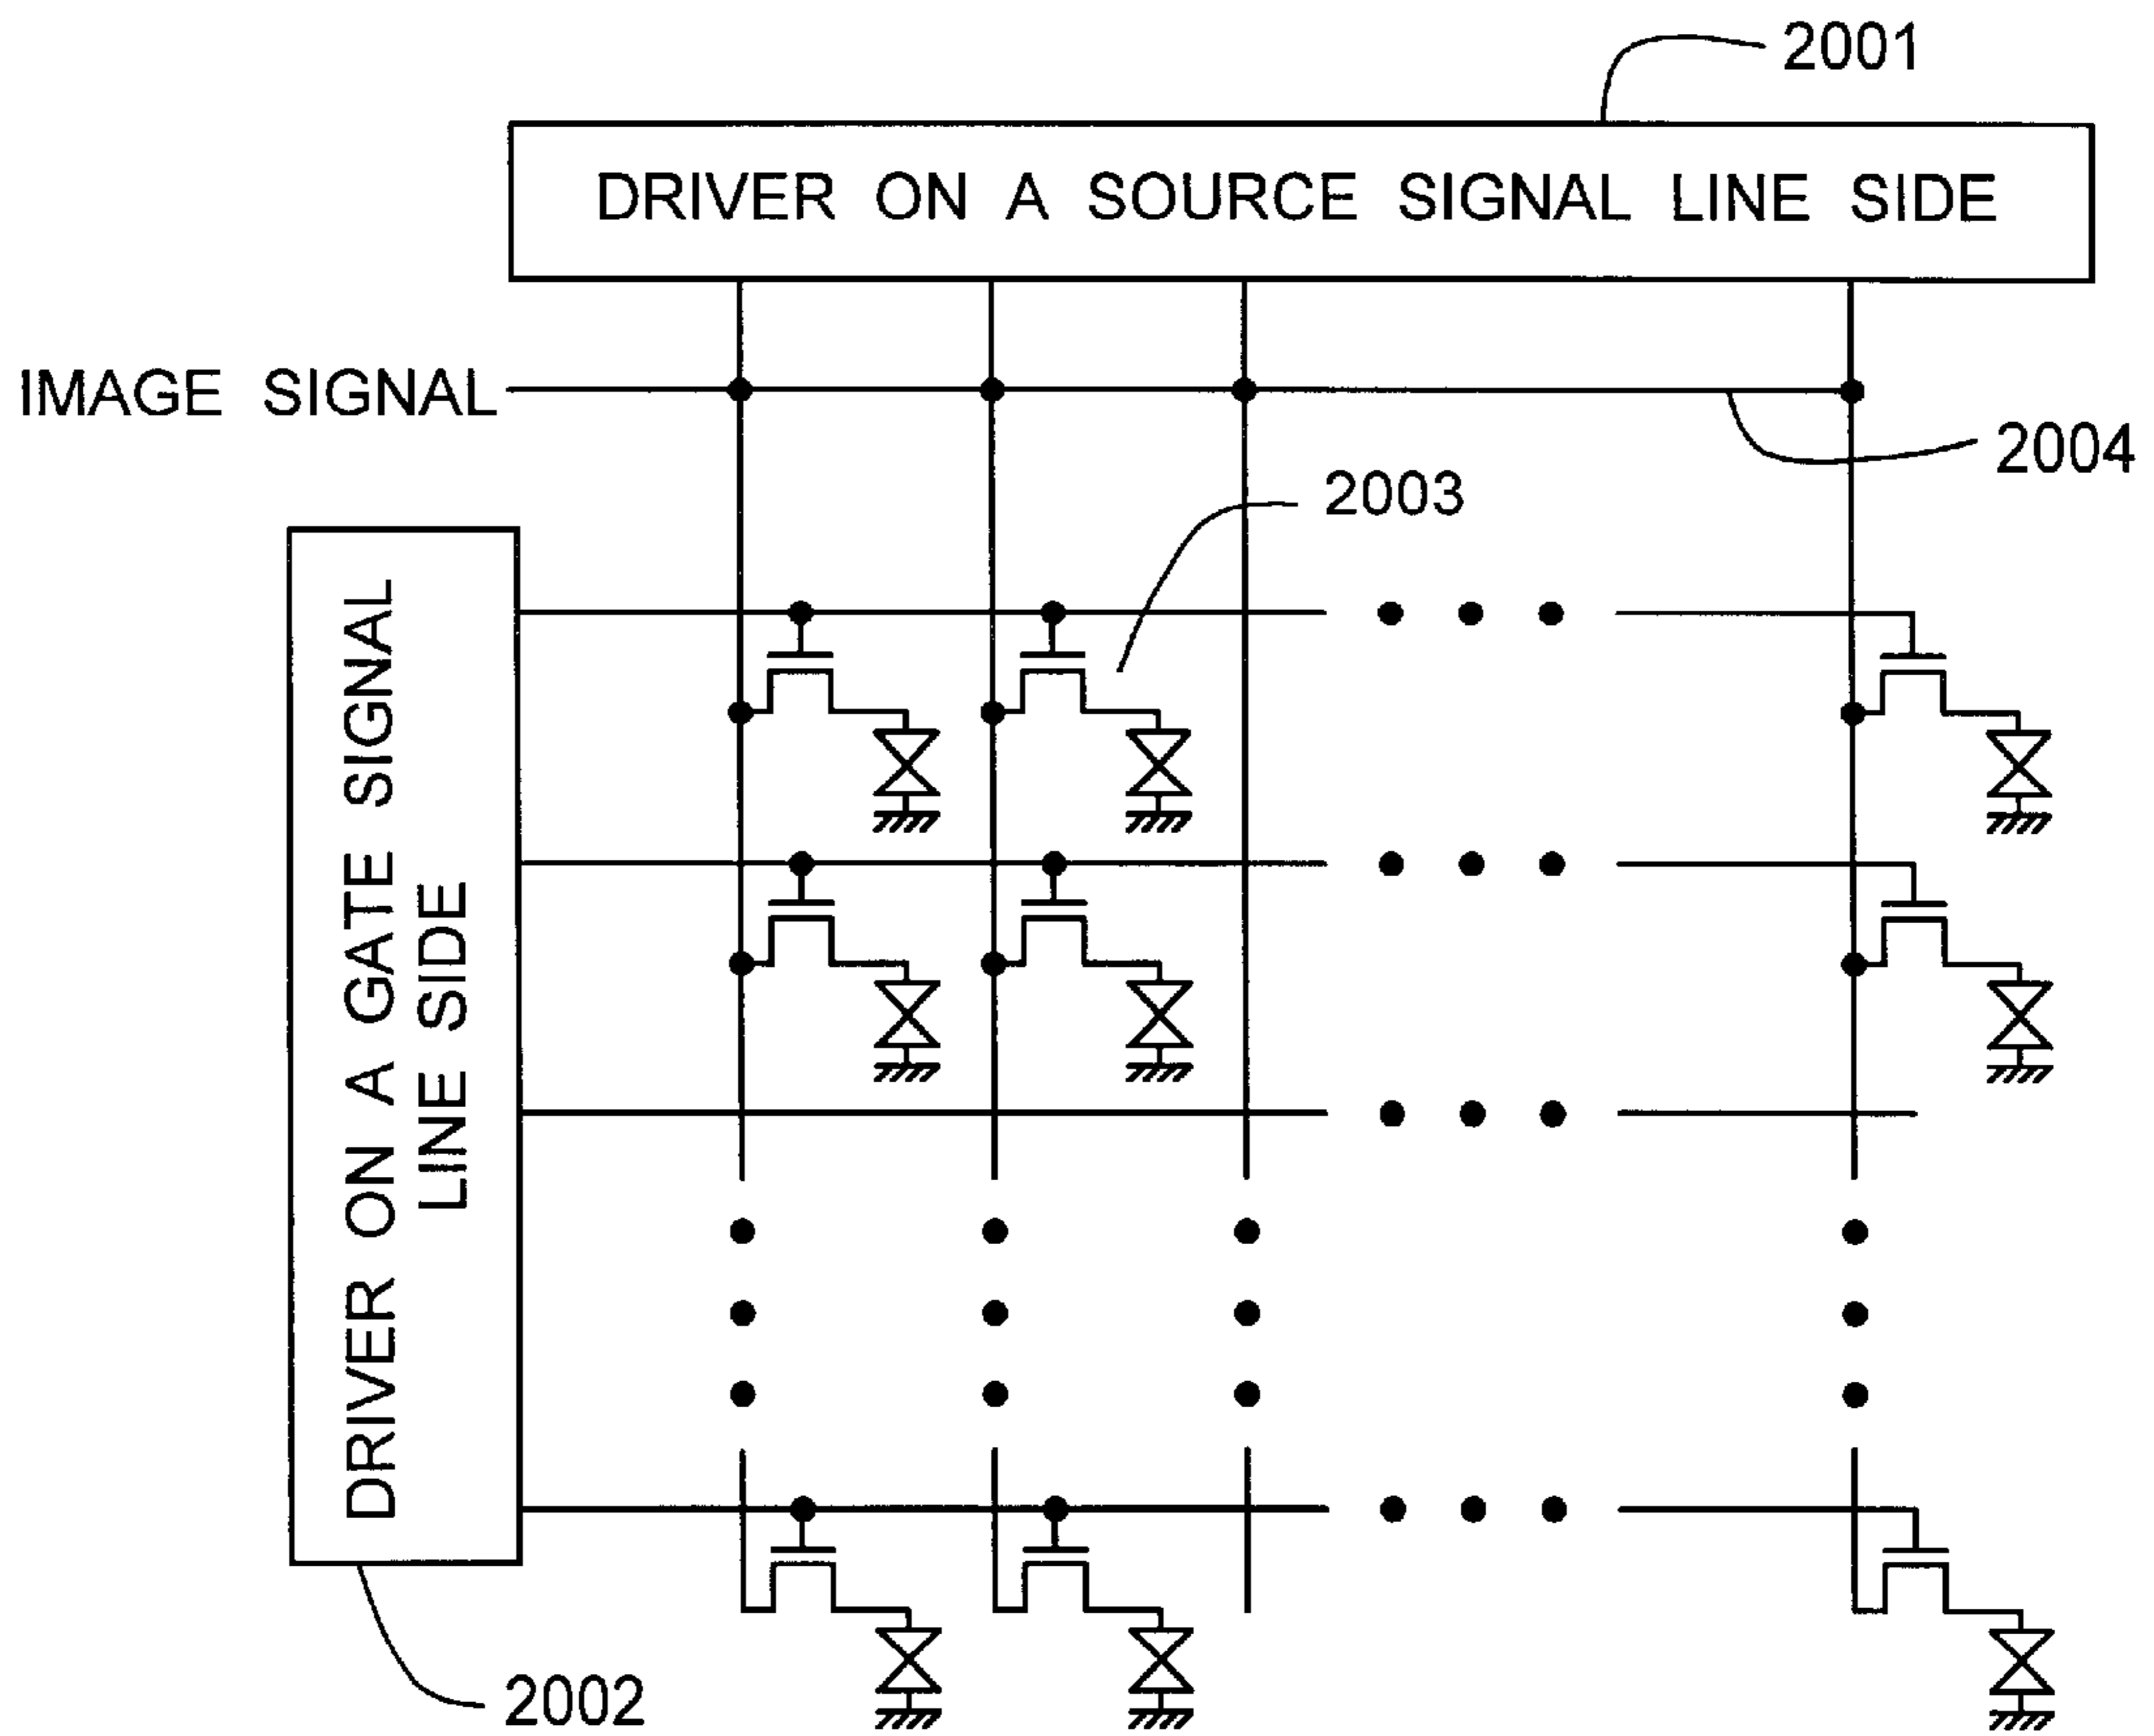 2001
DRIVER ON A SOURCE SIGNAL LINE SIDE
IMAGE SIGNAL
2004
2003
DRIVER ON A GATE SIGNAL
LINE SIDE
2002